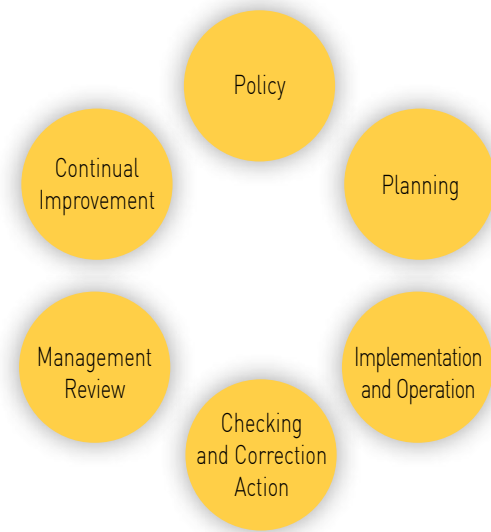 Policy
Planning
Implementation
and Operation
Checking
and Correction
Action
Management
Review
Continual
Improvement